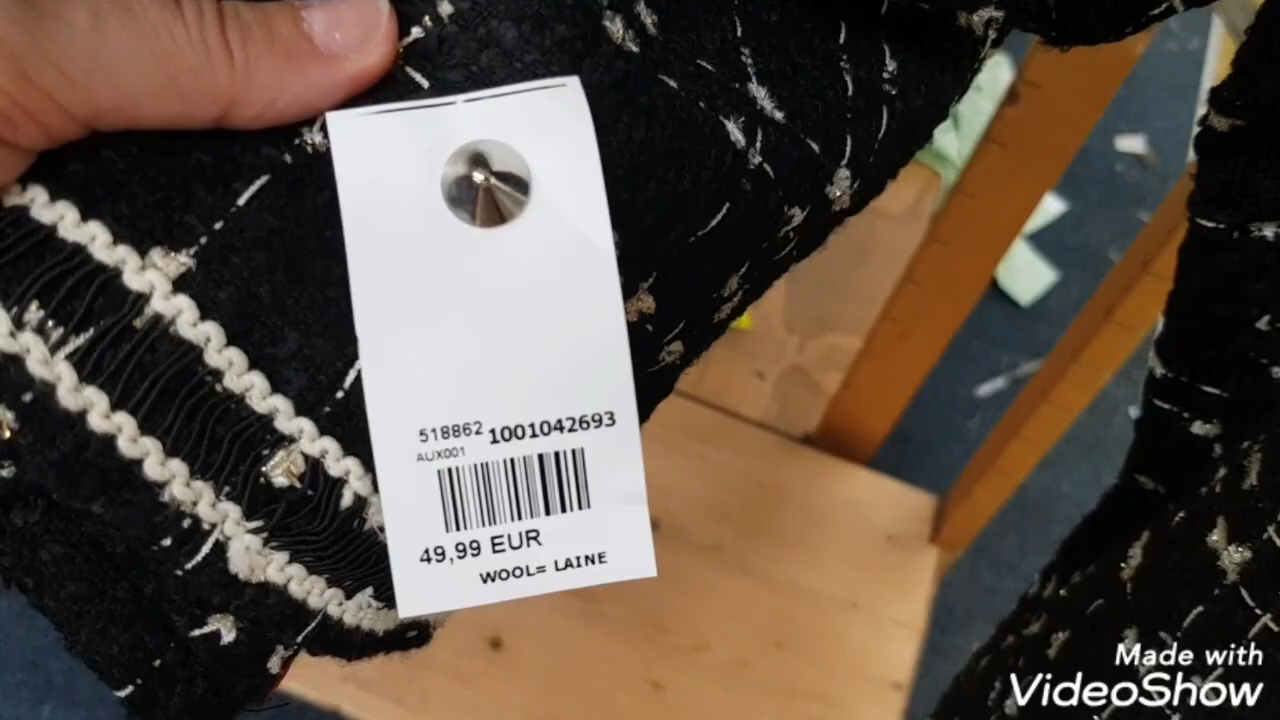 518862 1001042693
AUX001
49,99 EUR
WOOL= LAINE
Made with
VideoShow